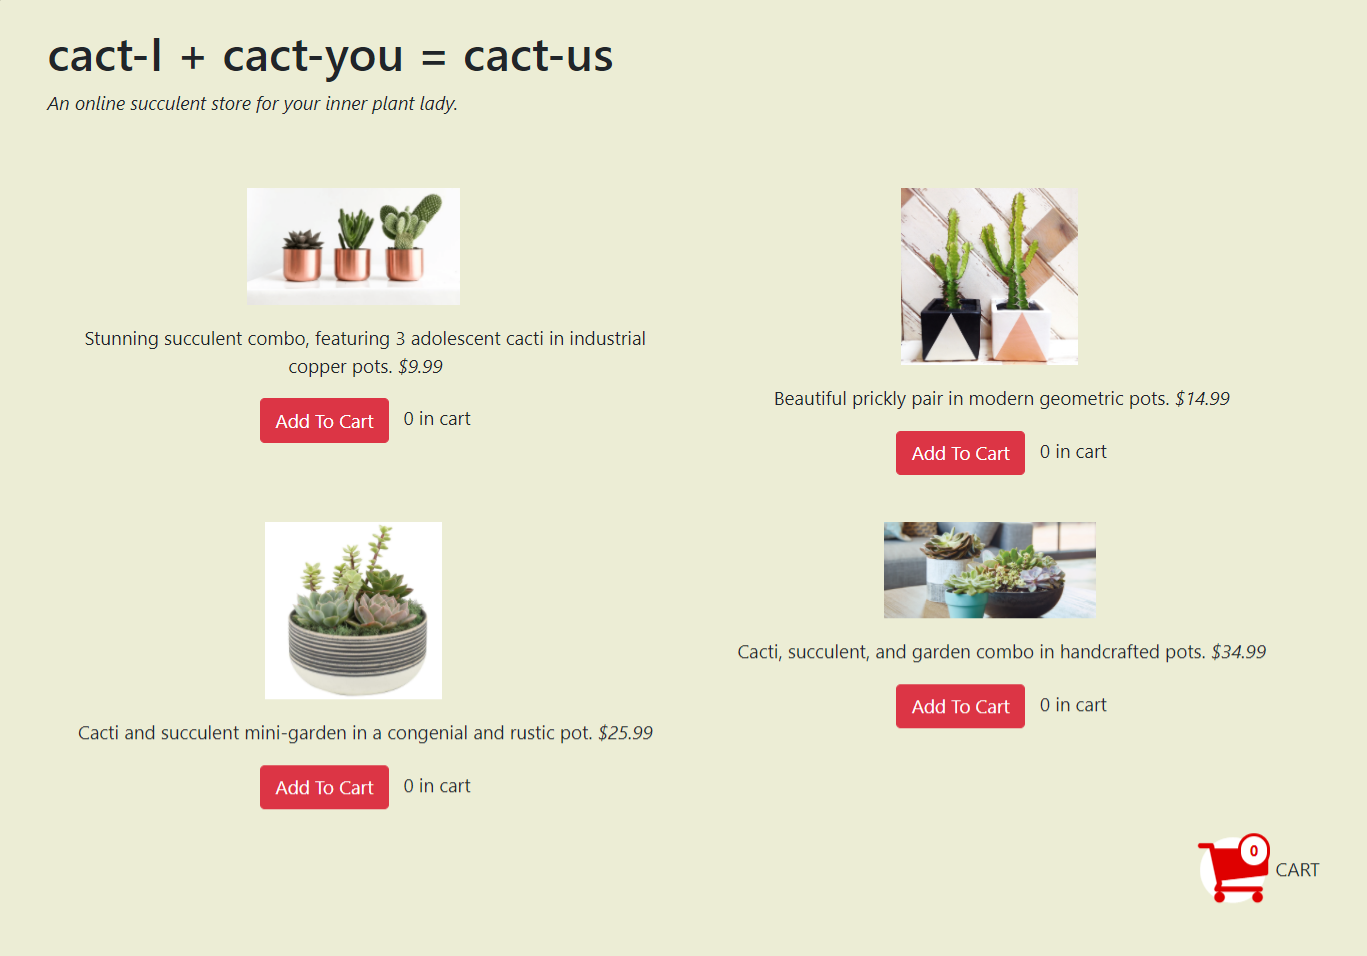 cact-I + cact-you = cact-us
An online succulent store for your inner plant lady.
Stunning succulent combo, featuring 3 adolescent cacti in industrial
copper pots. $9.99
Add To Cart 0 in cart
Beautiful prickly pair in modern geometric pots. $14.99
Add To Cart 0 in cart
Cacti and succulent mini-garden in a congenial and rustic pot. $25.99
Add To Cart 0 in cart
Cacti, succulent, and garden combo in handcrafted pots. $34.99
Add To Cart 0 in cart
0 CART